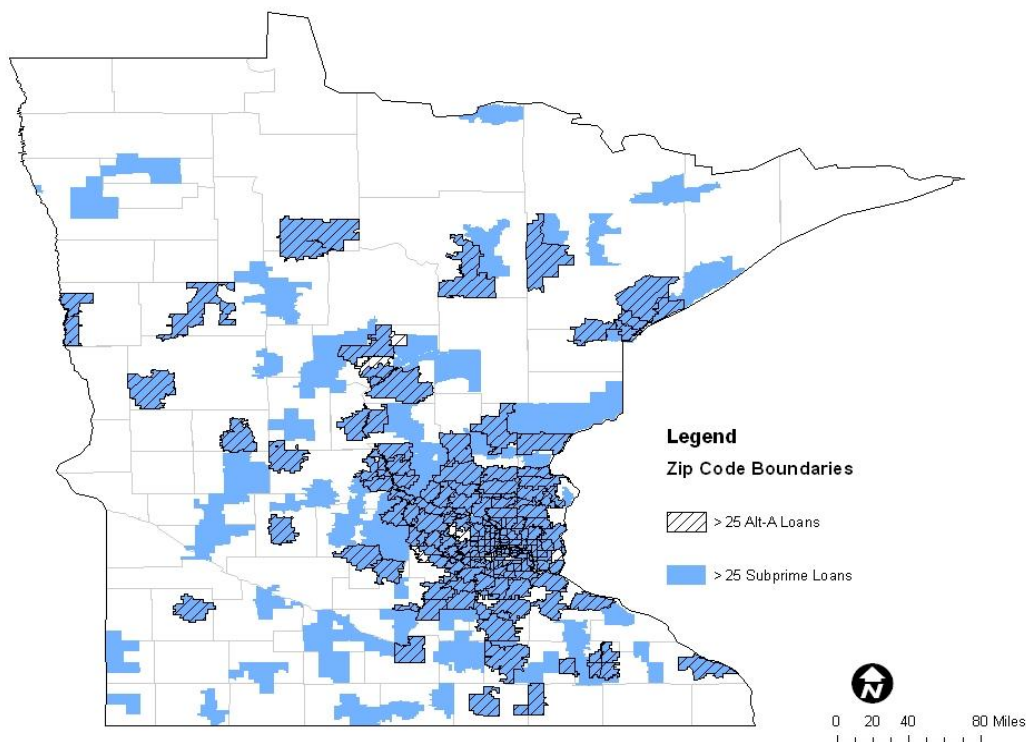 Legend
Zip Code Boundaries
> 25 Alt-A Loans
> 25 Subprime Loans
N
0 20 40 80 Miles